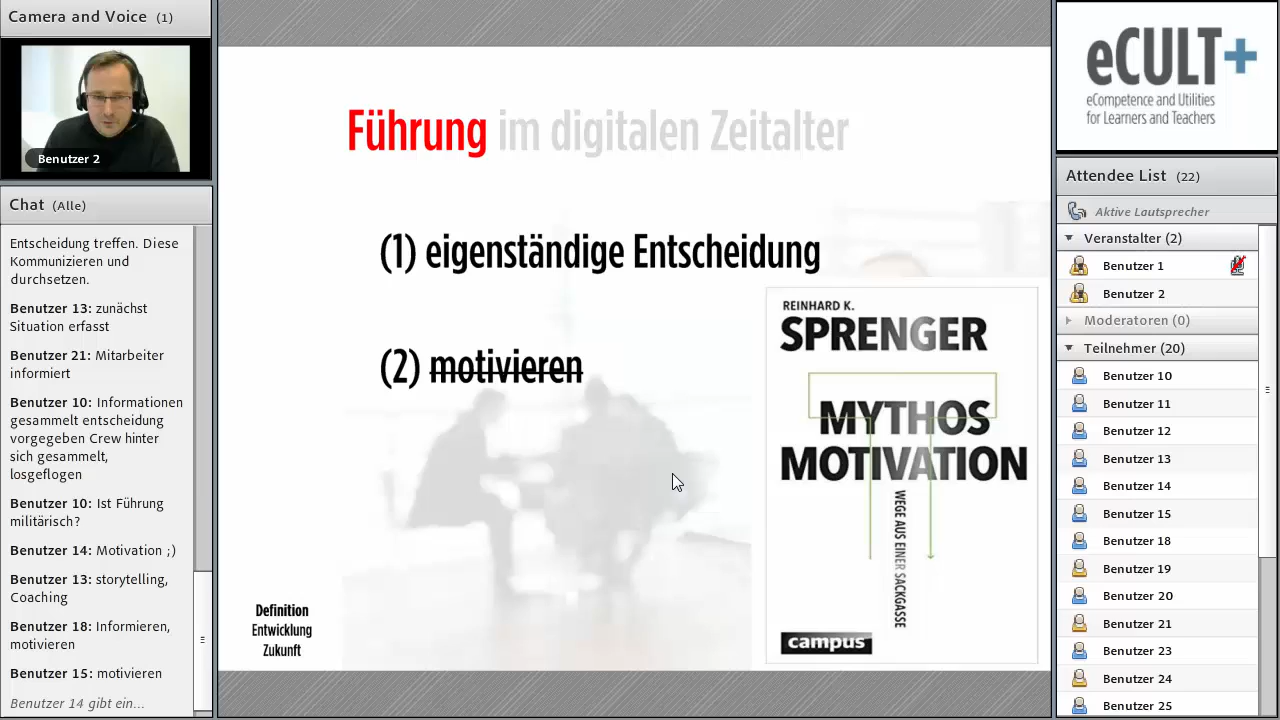 Camera and Voice (1)
Benutzer 2
Chat (Alle)
Entscheidung treffen. Diese
Kommunizieren und
durchsetzen.
Benutzer 13: zunächst
Situation erfasst
Benutzer 21: Mitarbeiter
informiert
Benutzer 10: Informationen
gesammelt entscheidung
vorgegeben Crew hinter
sich gesammelt,
losgeflogen
Benutzer 10: Ist Führung
militärisch?
Benutzer 14: Motivation ;)
Benutzer 13: storytelling,
Coaching
Benutzer 18: Informieren,
motivieren
Benutzer 15: motivieren
Benutzer 14 gibt ein...
Führung im digitalen Zeitalter
(1) eigenständige Entscheidung
(2) motivieren
Definition
Entwicklung
Zukunft
REINHARD K.
SPRENGER
MYTHOS
MOTIVATION
WEGE AUS EINER SACKGASSE
campus
eCULT+
eCompetence and Utilities
for Learners and Teachers
Attendee List (22)
Aktive Lautsprecher
Veranstalter (2)
Benutzer 1
Benutzer 2
Moderatoren (0)
Teilnehmer (20)
Benutzer 10
Benutzer 11
Benutzer 12
Benutzer 13
Benutzer 14
Benutzer 15
Benutzer 18
Benutzer 19
Benutzer 20
Benutzer 21
Benutzer 23
Benutzer 24
Benutzer 25